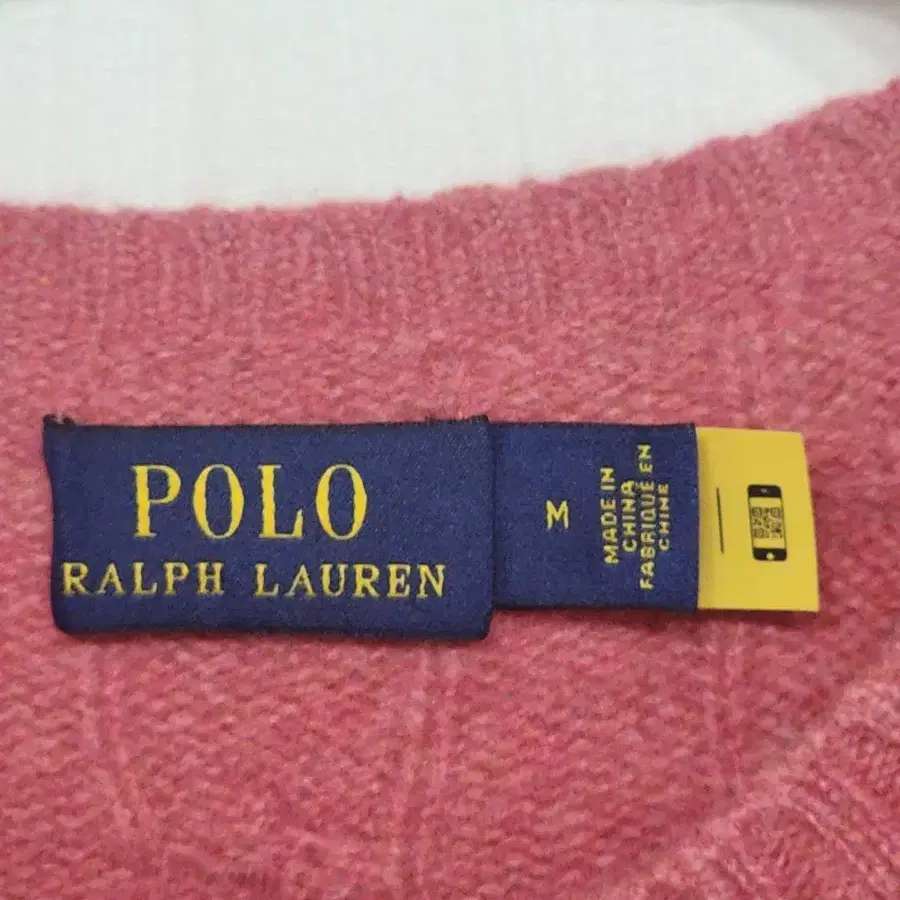 POLO
RALPH LAUREN
M
MADE IN
CHINA
FABRIQUÉ EN
CHINE